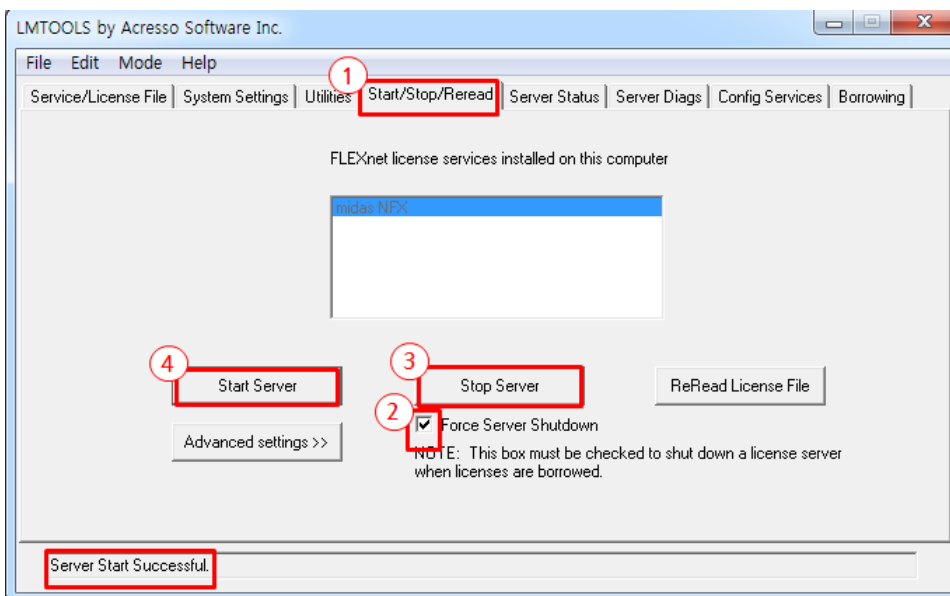 LMTOOLS by Acresso Software Inc.
File Edit Mode Help
1
Service/License File System Settings Utilities Start/Stop/Reread Server Status Server Diags Config Services Borrowing
FLEXnet license services installed on this computer
midas NFX
4
3
Start Server Stop Server ReRead License File
2
Force Server Shutdown
Advanced settings >>
NOTE: This box must be checked to shut down a license server
when licenses are borrowed.
Server Start Successful.